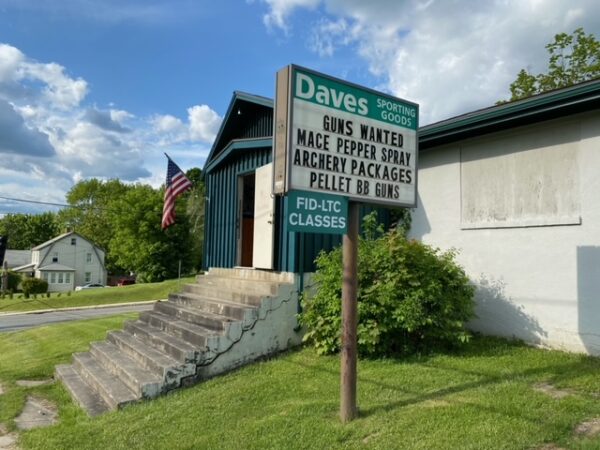 Daves SPORTING
GOODS
GUNS WANTED
MACE PEPPER SPRAY
ARCHERY PACKAGES
PELLET BB GUNS
FID-LTC
CLASSES